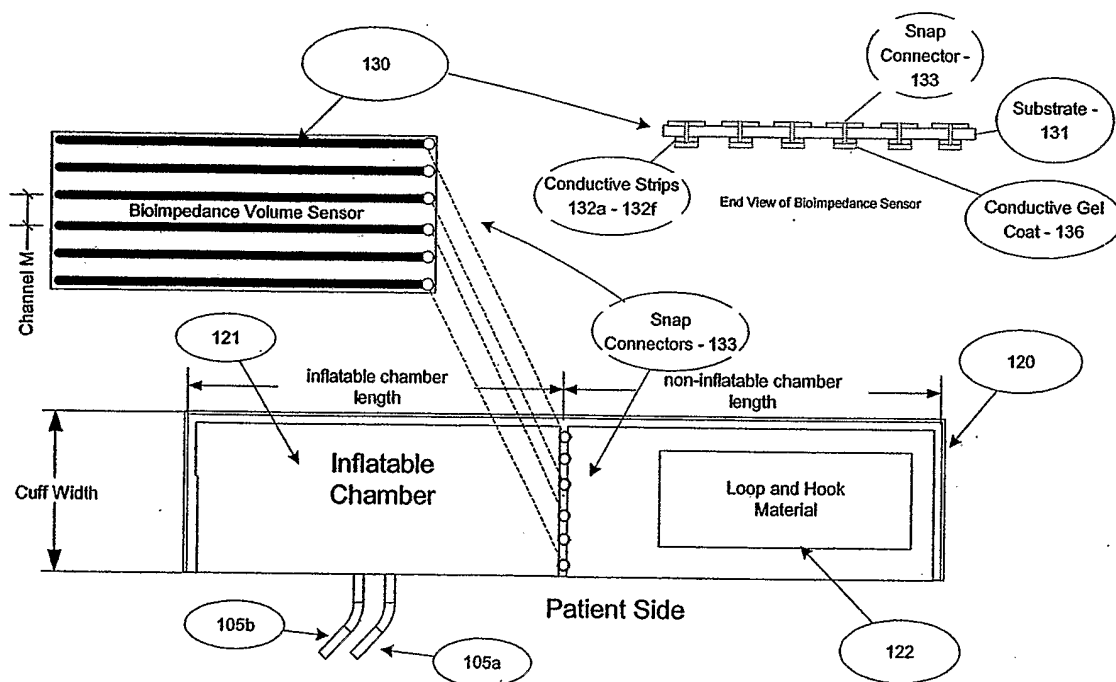 130
Snap
Connector -
133
Substrate -
131
Conductive Strips
132a - 132f
End View of Bioimpedance Sensor
Conductive Gel
Coat - 136
Bioimpedance Volume Sensor
Channel M
121
Snap
Connectors - 133
120
inflatable chamber
length
non-inflatable chamber
length
Cuff Width
Inflatable
Chamber
Loop and Hook
Material
Patient Side
105b
105a
122